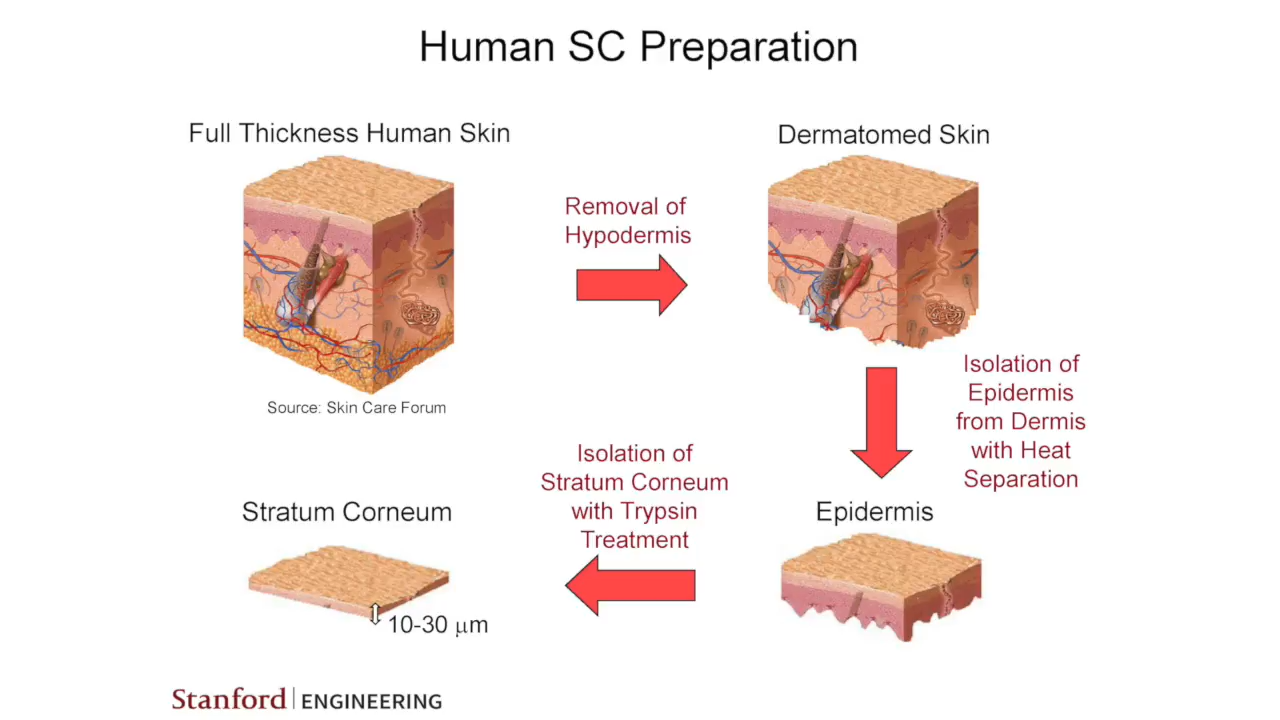 Human SC Preparation
Full Thickness Human Skin
Source: Skin Care Forum
Removal of
Hypodermis
Dermatomed Skin
Isolation of
Epidermis
from Dermis
with Heat
Separation
Epidermis
Isolation of
Stratum Corneum
with Trypsin
Treatment
Stratum Corneum
10-30 μm
Stanford | ENGINEERING